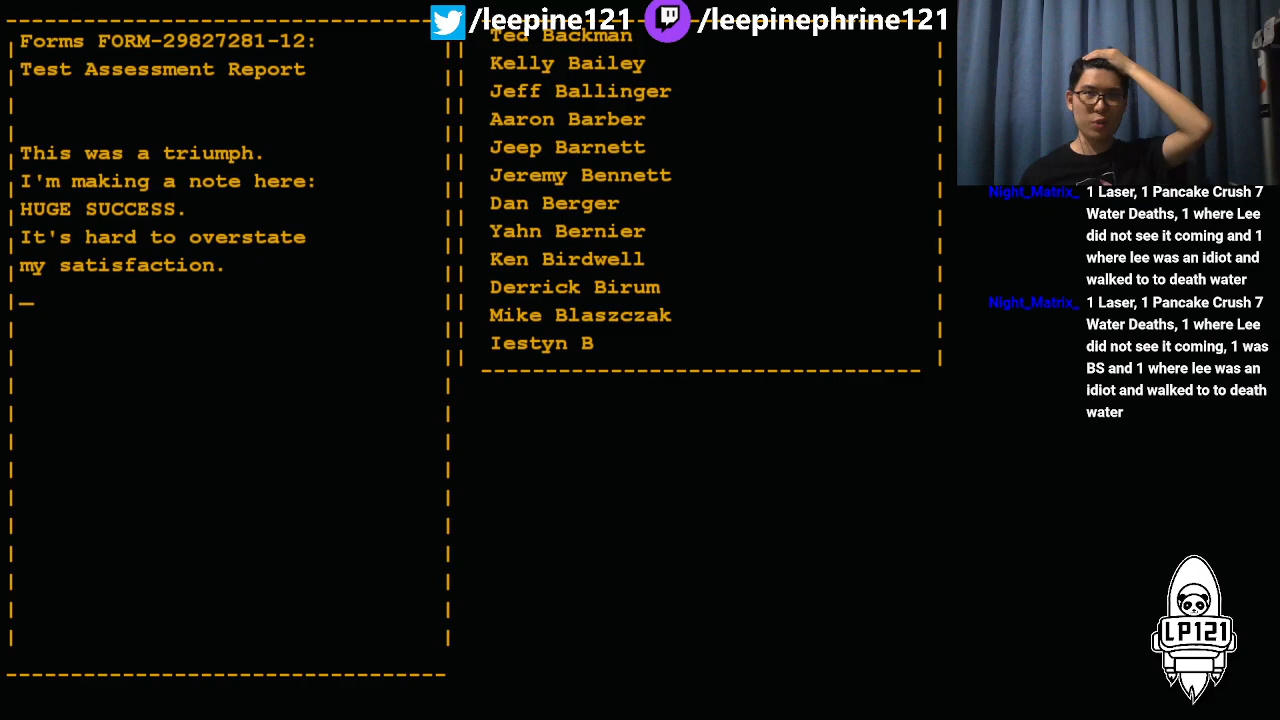 /leepine121
/leepinephrine121
Forms FORM-29827281-12:
Test Assessment Report
This was a triumph.
I'm making a note here:
HUGE SUCCESS.
It's hard to overstate
my satisfaction.
_
Ted Backman
Kelly Bailey
Jeff Ballinger
Aaron Barber
Jeep Barnett
Jeremy Bennett
Dan Berger
Yahn Bernier
Ken Birdwell
Derrick Birum
Mike Blaszczak
Iestyn B
Night_Matrix_ 1 Laser, 1 Pancake Crush 7
Water Deaths, 1 where Lee
did not see it coming and 1
where lee was an idiot and
walked to to death water
Night_Matrix_ 1 Laser, 1 Pancake Crush 7
Water Deaths, 1 where Lee
did not see it coming, 1 was
BS and 1 where lee was an
idiot and walked to to death
water
LP121